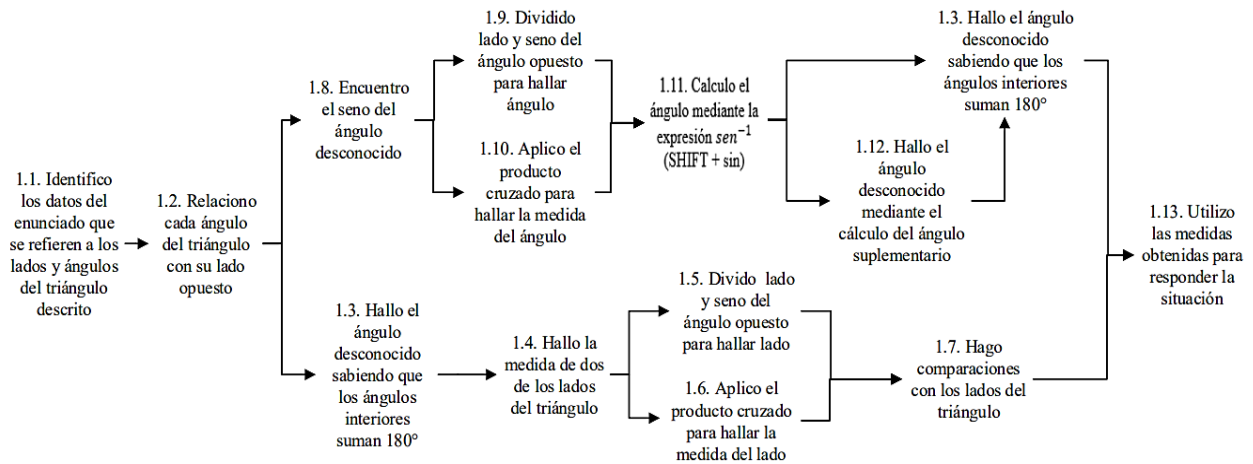 1.1. Identifico
los datos del
enunciado que
se refieren a los
lados y ángulos
del triángulo
descrito
1.2. Relaciono
cada ángulo
del triángulo
con su lado
opuesto
1.8. Encuentro
el seno del
ángulo
desconocido
1.9. Dividido
lado y seno del
ángulo opuesto
para hallar
ángulo
1.10. Aplico el
producto
cruzado para
hallar la medida
del ángulo
1.11. Calculo el
ángulo mediante la
expresión sen⁻¹
(SHIFT + sin)
1.3. Hallo el ángulo
desconocido
sabiendo que los
ángulos interiores
suman 180°
1.12. Hallo el
ángulo
desconocido
mediante el
cálculo del ángulo
suplementario
1.3. Hallo el
ángulo
desconocido
sabiendo que
los ángulos
interiores
suman 180°
1.4. Hallo la
medida de dos
de los lados
del triángulo
1.5. Divido lado
y seno del
ángulo opuesto
para hallar lado
1.6. Aplico el
producto cruzado
para hallar la
medida del lado
1.7. Hago
comparaciones
con los lados del
triángulo
1.13. Utilizo
las medidas
obtenidas para
responder la
situación